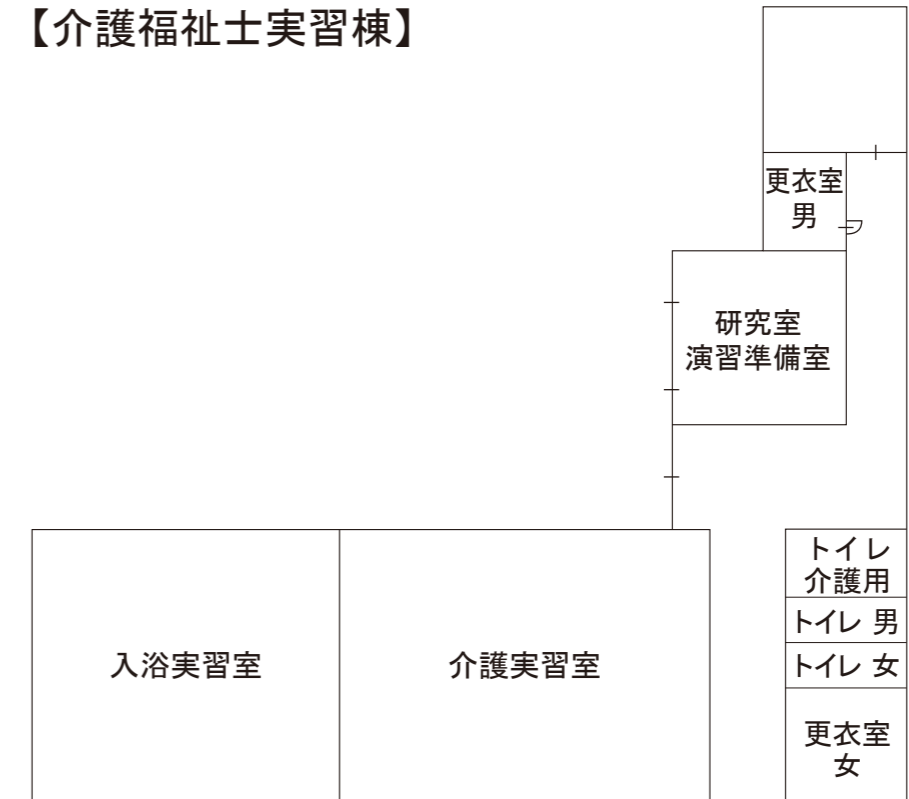 【介護福祉士実習棟】
更衣室
男
研究室
演習準備室
トイレ
介護用
トイレ 男
トイレ 女
入浴実習室
介護実習室
更衣室
女